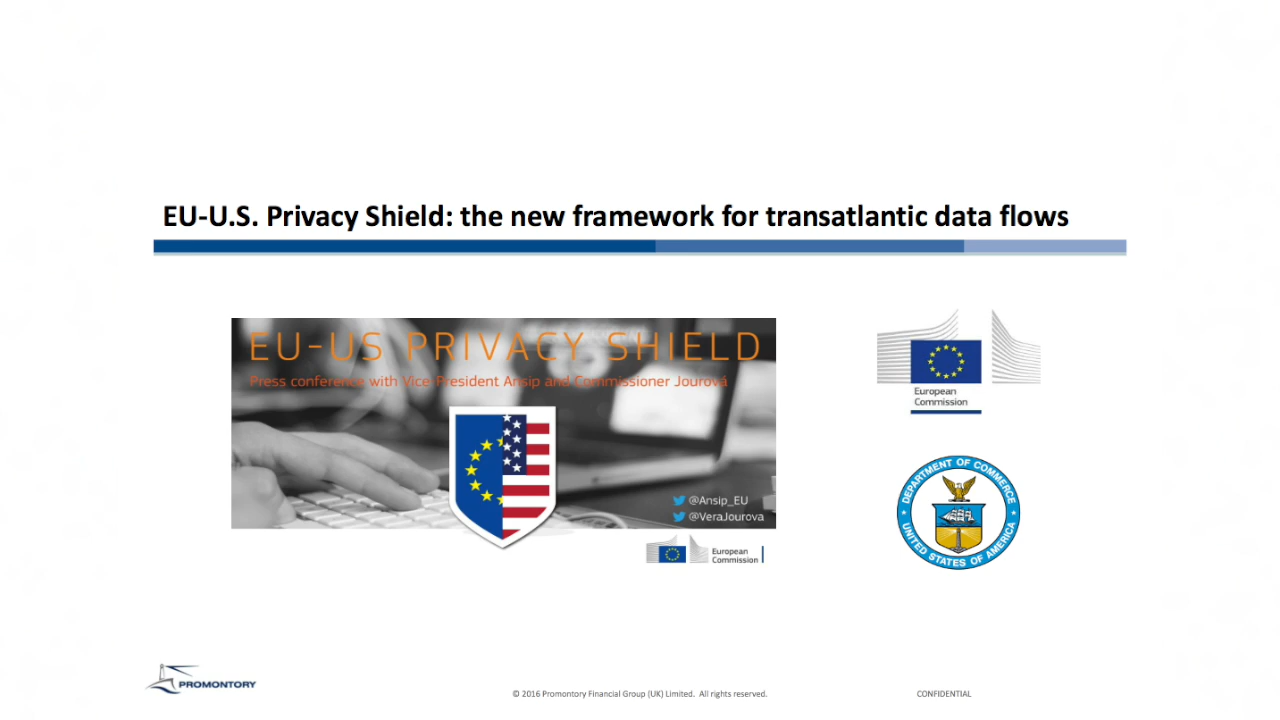 EU-U.S. Privacy Shield: the new framework for transatlantic data flows
EU-US PRIVACY SHIELD
Press conference with Vice-President Ansip and Commissioner Jourová
@Ansip_EU
@VeraJourova
European
Commission
European
Commission
DEPARTMENT OF COMMERCE
UNITED STATES OF AMERICA
PROMONTORY
© 2016 Promontory Financial Group (UK) Limited. All rights reserved.
CONFIDENTIAL